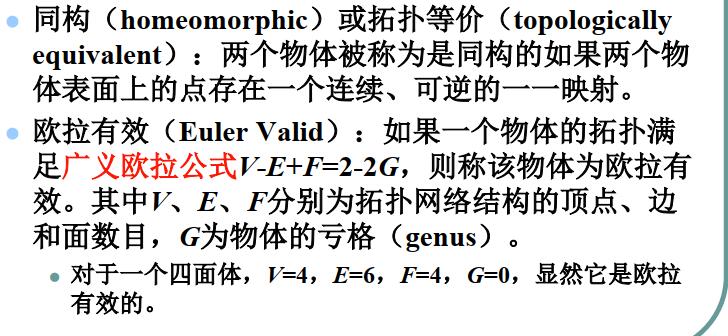 同构（homeomorphic）或拓扑等价（topologically
equivalent）：两个物体被称为是同构的如果两个物
体表面上的点存在一个连续、可逆的一一映射。
欧拉有效（Euler Valid）：如果一个物体的拓扑满
足广义欧拉公式V-E+F=2-2G，则称该物体为欧拉有
效。其中V、E、F分别为拓扑网络结构的顶点、边
和面数目，G为物体的亏格（genus）。
对于一个四面体，V=4，E=6，F=4，G=0，显然它是欧拉
有效的。